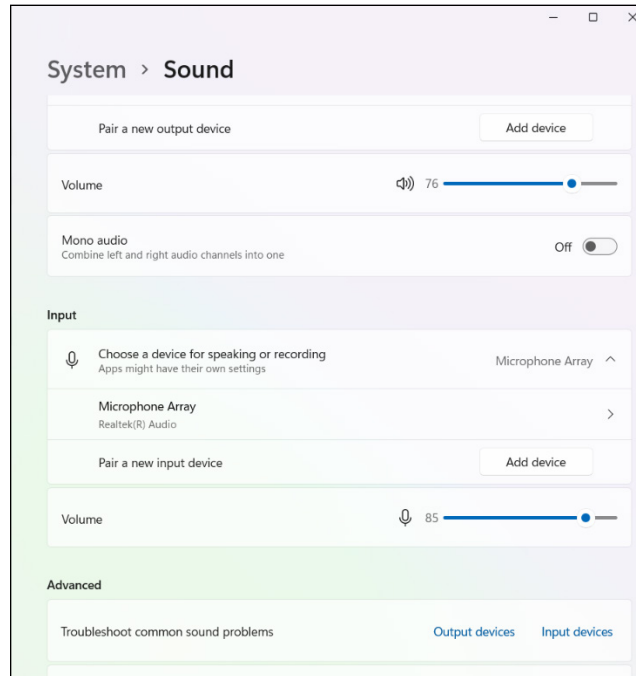 System > Sound
Pair a new output device
Add device
Volume
76
Mono audio
Combine left and right audio channels into one
Off
Input
Choose a device for speaking or recording
Apps might have their own settings
Microphone Array
Microphone Array
Realtek(R) Audio
Pair a new input device
Add device
Volume
85
Advanced
Troubleshoot common sound problems
Output devices
Input devices